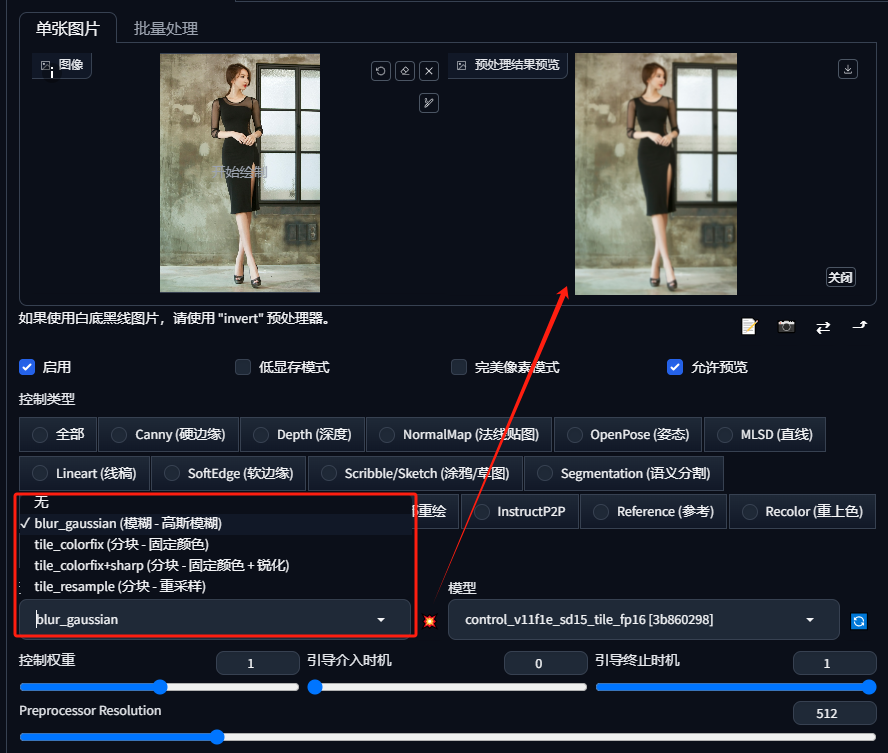 单张图片 批量处理
图像 预处理结果预览
开始绘制
关闭
如果使用白底黑线图片，请使用 "invert" 预处理器。
启用 低显存模式 完美像素模式 允许预览
控制类型
全部 Canny (硬边缘) Depth (深度) NormalMap (法线贴图) OpenPose (姿态) MLSD (直线)
Lineart (线稿) SoftEdge (软边缘) Scribble/Sketch (涂鸦/草图) Segmentation (语义分割)
重绘 InstructP2P Reference (参考) Recolor (重上色)
无
✓ blur_gaussian (模糊 - 高斯模糊)
tile_colorfix (分块 - 固定颜色)
tile_colorfix+sharp (分块 - 固定颜色 + 锐化)
tile_resample (分块 - 重采样)
模型
blur_gaussian control_v11f1e_sd15_tile_fp16 [3b860298]
控制权重 1 引导介入时机 0 引导终止时机 1
Preprocessor Resolution 512